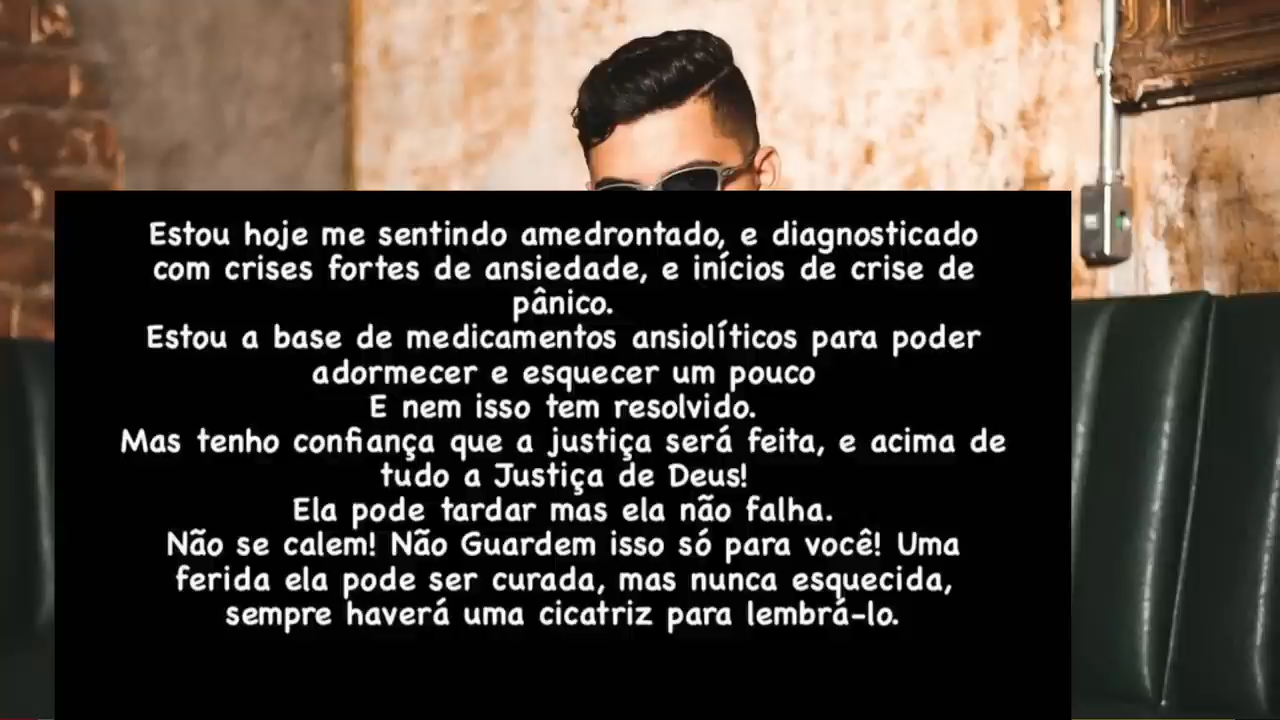 Estou hoje me sentindo amedrontado, e diagnosticado
com crises fortes de ansiedade, e inícios de crise de
pânico.
Estou a base de medicamentos ansiolíticos para poder
adormecer e esquecer um pouco
E nem isso tem resolvido.
Mas tenho confiança que a justiça será feita, e acima de
tudo a Justiça de Deus!
Ela pode tardar mas ela não falha.
Não se calem! Não Guardem isso só para você! Uma
ferida ela pode ser curada, mas nunca esquecida,
sempre haverá uma cicatriz para lembrá-lo.